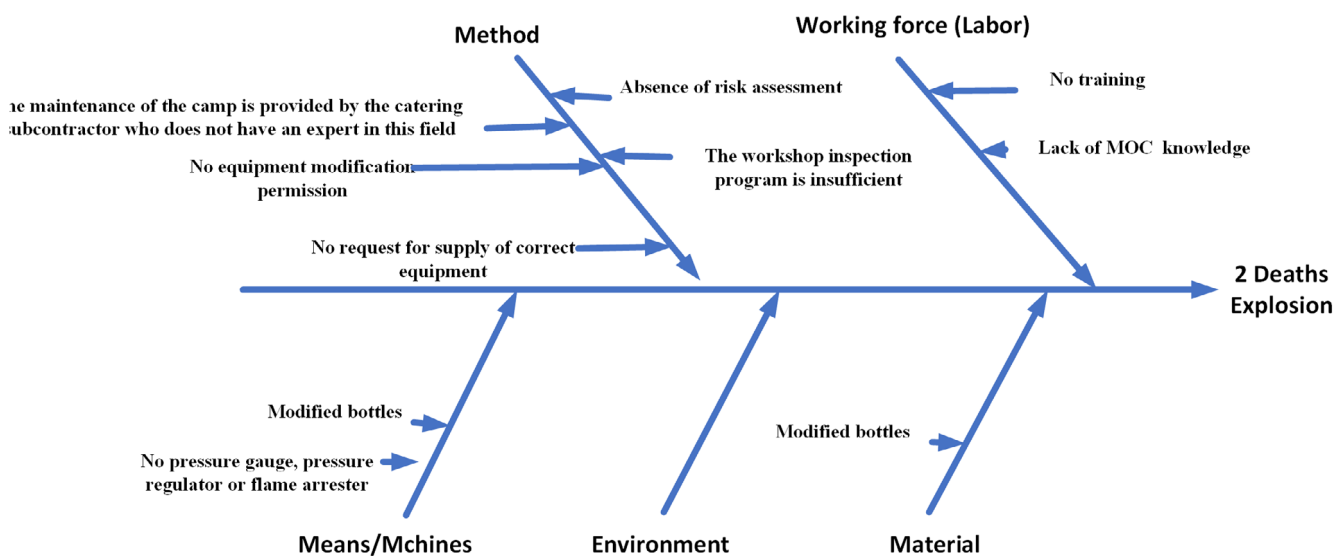 Method
Working force (Labor)
Absence of risk assessment
No training
maintenance of the camp is provided by the catering
subcontractor who does not have an expert in this field
The workshop inspection
program is insufficient
Lack of MOC knowledge
No equipment modification
permission
No request for supply of correct
equipment
2 Deaths
Explosion
Modified bottles
No pressure gauge, pressure
regulator or flame arrester
Modified bottles
Means/Mchines
Environment
Material